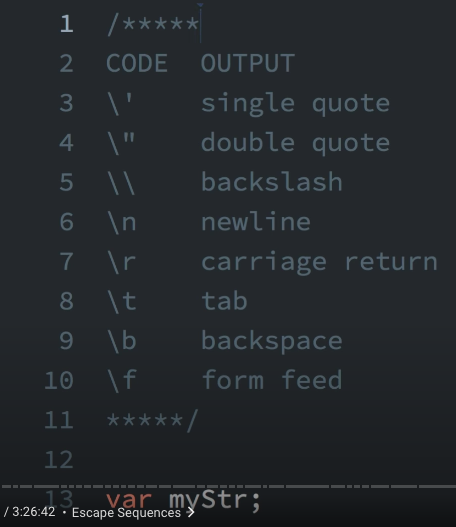 1 /*****
2 CODE OUTPUT
3 \' single quote
4 \" double quote
5 \\ backslash
6 \n newline
7 \r carriage return
8 \t tab
9 \b backspace
10 \f form feed
11 *****/
12
13 var myStr;
/ 3:26:42 • Escape Sequences >